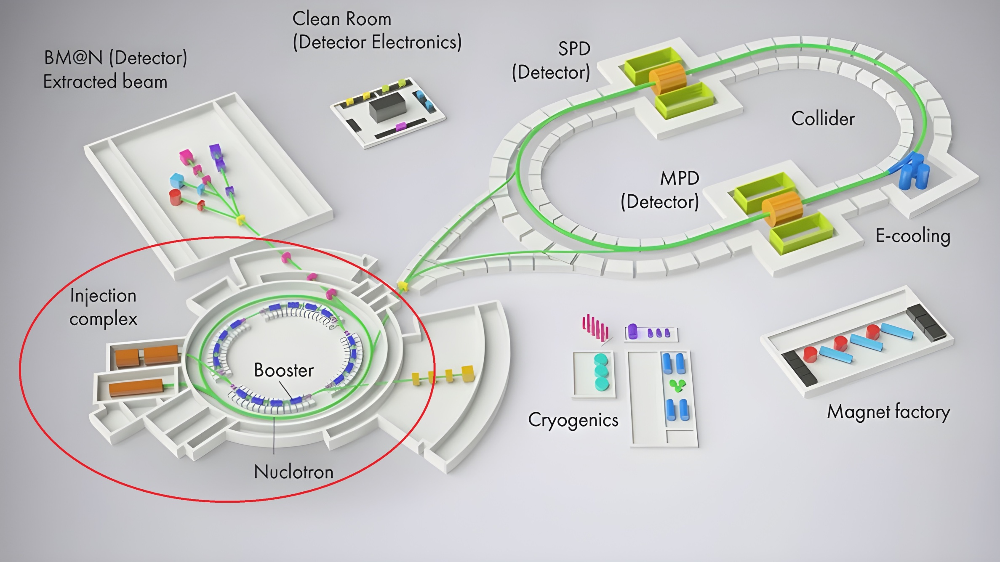 Clean Room
(Detector Electronics)
BM@N (Detector)
Extracted beam
SPD
(Detector)
Collider
MPD
(Detector)
E-cooling
Injection
complex
Booster
Nuclotron
Cryogenics
Magnet factory